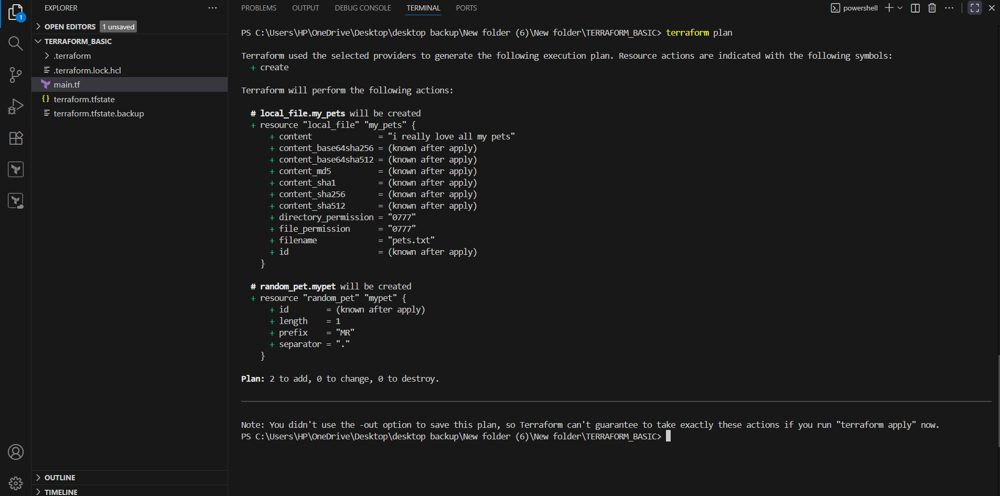 1
EXPLORER
OPEN EDITORS 1 unsaved
TERRAFORM_BASIC
.terraform
.terraform.lock.hcl
main.tf
terraform.tfstate
terraform.tfstate.backup
OUTLINE
TIMELINE
PROBLEMS OUTPUT DEBUG CONSOLE TERMINAL PORTS powershell
PS C:\Users\HP\OneDrive\Desktop\desktop backup\New folder (6)\New folder\TERRAFORM_BASIC> terraform plan
Terraform used the selected providers to generate the following execution plan. Resource actions are indicated with the following symbols:
  + create
Terraform will perform the following actions:
  # local_file.my_pets will be created
  + resource "local_file" "my_pets" {
      + content              = "i really love all my pets"
      + content_base64sha256 = (known after apply)
      + content_base64sha512 = (known after apply)
      + content_md5          = (known after apply)
      + content_sha1         = (known after apply)
      + content_sha256       = (known after apply)
      + content_sha512       = (known after apply)
      + directory_permission = "0777"
      + file_permission      = "0777"
      + filename             = "pets.txt"
      + id                   = (known after apply)
    }
  # random_pet.mypet will be created
  + resource "random_pet" "mypet" {
      + id        = (known after apply)
      + length    = 1
      + prefix    = "MR"
      + separator = "."
    }
Plan: 2 to add, 0 to change, 0 to destroy.
Note: You didn't use the -out option to save this plan, so Terraform can't guarantee to take exactly these actions if you run "terraform apply" now.
PS C:\Users\HP\OneDrive\Desktop\desktop backup\New folder (6)\New folder\TERRAFORM_BASIC>